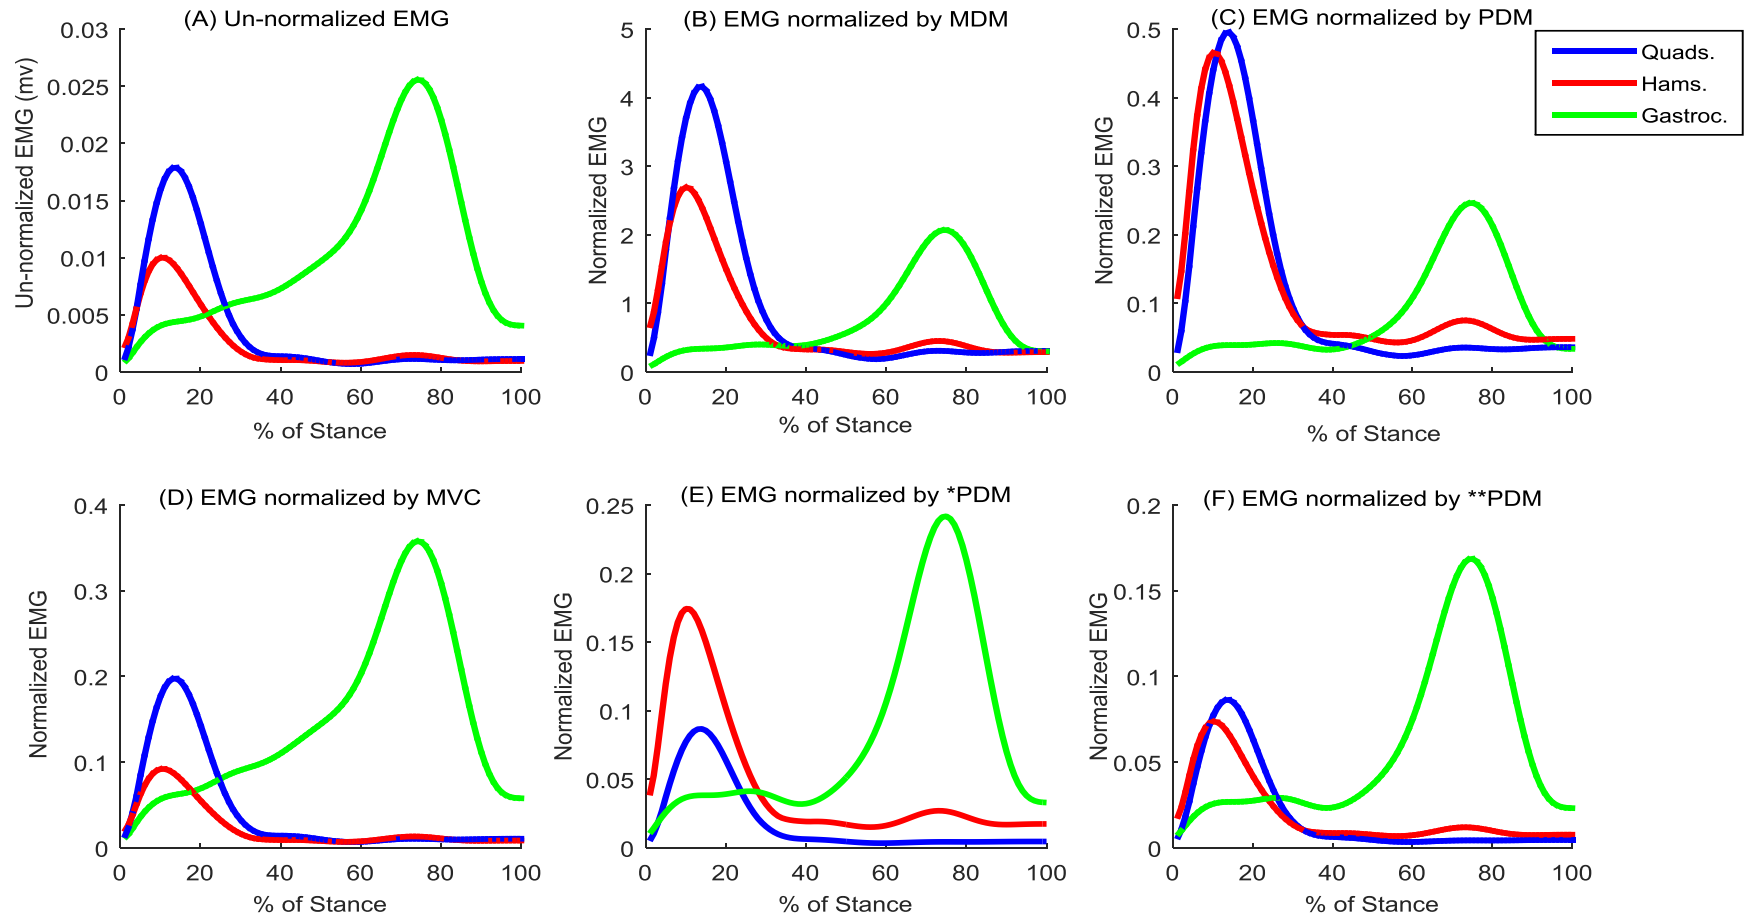 (A) Un-normalized EMG
Un-normalized EMG (mv)
0.03
0.025
0.02
0.015
0.01
0.005
0
0 20 40 60 80 100
% of Stance
(B) EMG normalized by MDM
Normalized EMG
5
4
3
2
1
0
0 20 40 60 80 100
% of Stance
(C) EMG normalized by PDM
Normalized EMG
0.5
0.4
0.3
0.2
0.1
0
0 20 40 60 80 100
% of Stance
Quads.
Hams.
Gastroc.
(D) EMG normalized by MVC
Normalized EMG
0.4
0.3
0.2
0.1
0
0 20 40 60 80 100
% of Stance
(E) EMG normalized by *PDM
Normalized EMG
0.25
0.2
0.15
0.1
0.05
0
0 20 40 60 80 100
% of Stance
(F) EMG normalized by **PDM
Normalized EMG
0.2
0.15
0.1
0.05
0
0 20 40 60 80 100
% of Stance